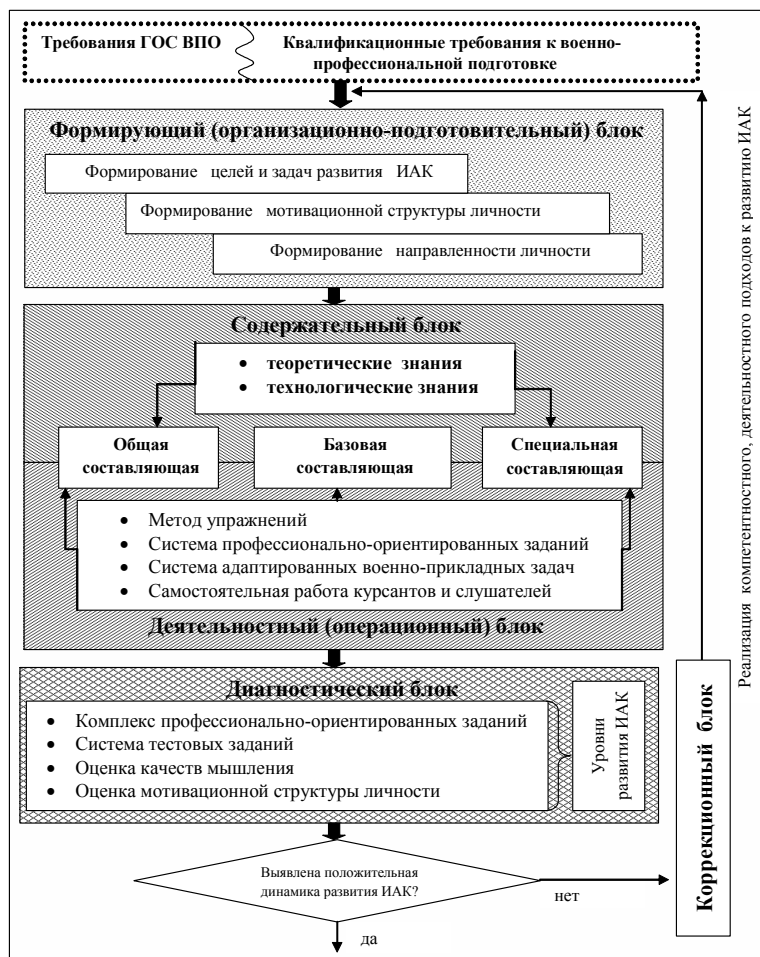 Требования ГОС ВПО
Квалификационные требования к военно-
профессиональной подготовке
Формирующий (организационно-подготовительный) блок
Формирование целей и задач развития ИАК
Формирование мотивационной структуры личности
Формирование направленности личности
Содержательный блок
• теоретические знания
• технологические знания
Общая
составляющая
Базовая
составляющая
Специальная
составляющая
• Метод упражнений
• Система профессионально-ориентированных заданий
• Система адаптированных военно-прикладных задач
• Самостоятельная работа курсантов и слушателей
Деятельностный (операционный) блок
Диагностический блок
• Комплекс профессионально-ориентированных заданий
• Система тестовых заданий
• Оценка качеств мышления
• Оценка мотивационной структуры личности
Уровни
развития ИАК
Выявлена положительная
динамика развития ИАК?
нет
да
Коррекционный блок
Реализация компетентностного, деятельностного подходов к развитию ИАК